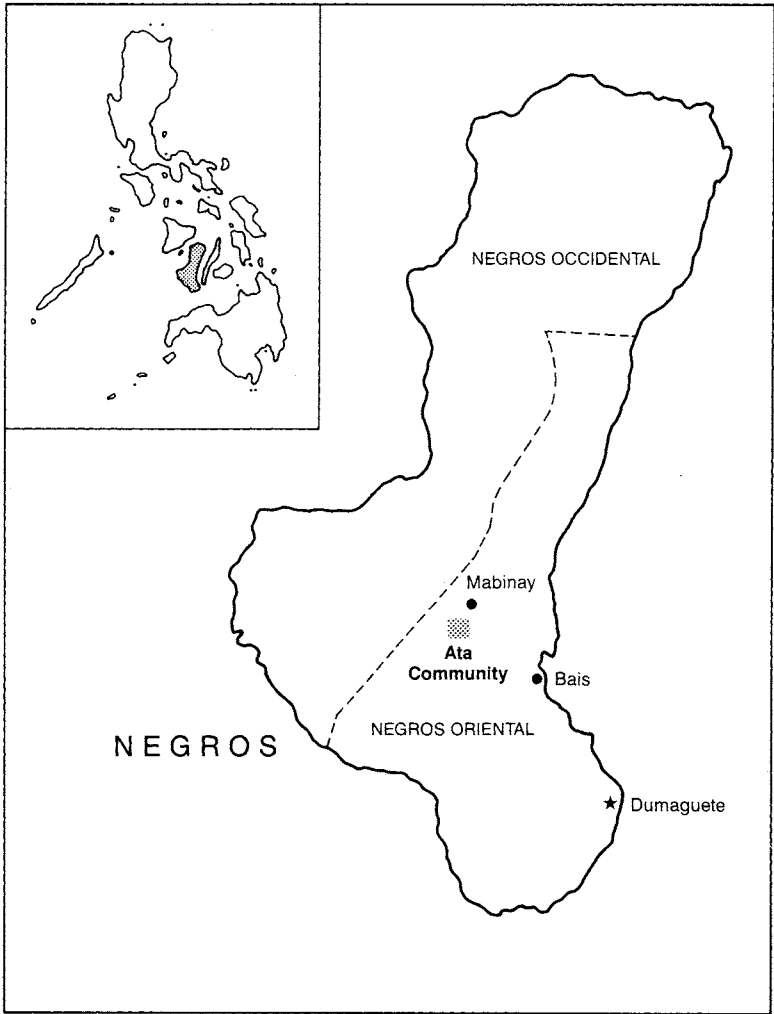 NEGROS OCCIDENTAL
Mabinay
Ata
Community
Bais
NEGROS ORIENTAL
NEGROS
Dumaguete